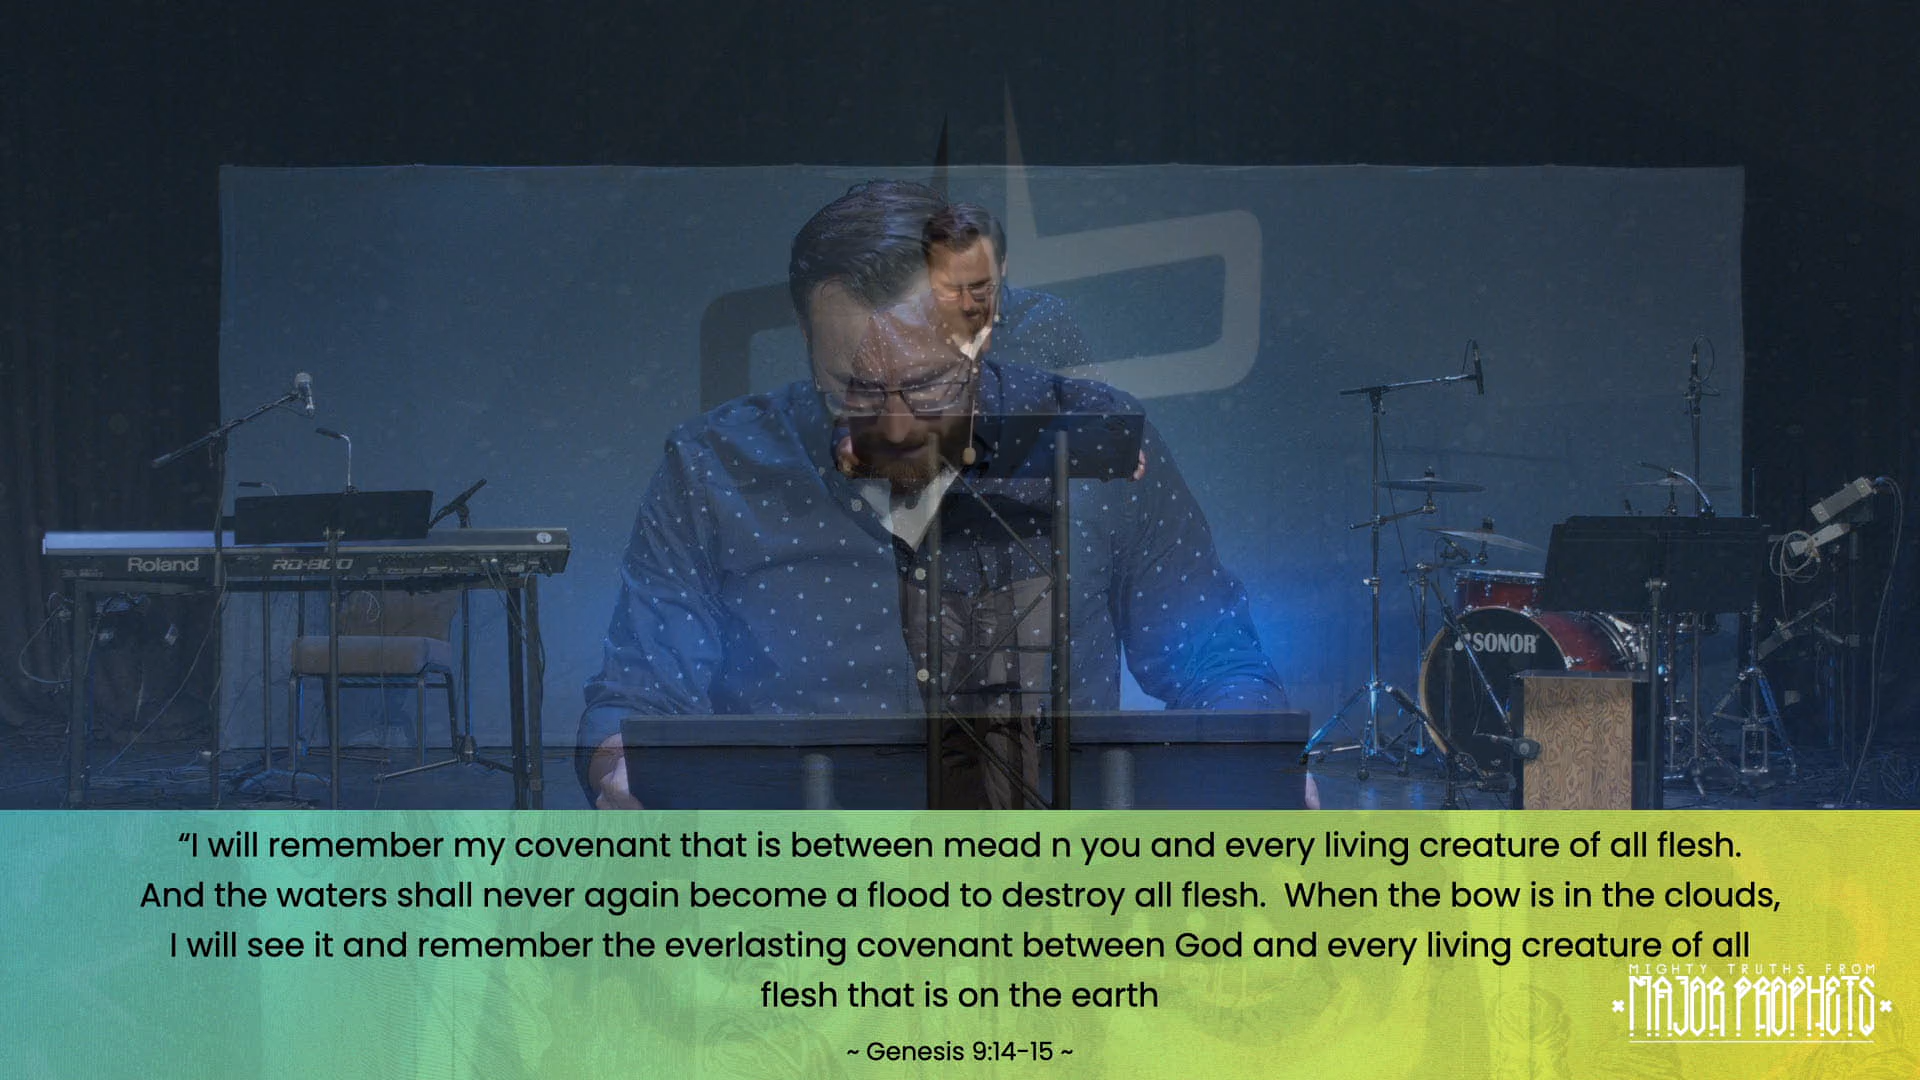 Roland
RD-800
SONOR
“I will remember my covenant that is between mead n you and every living creature of all flesh.
And the waters shall never again become a flood to destroy all flesh.  When the bow is in the clouds,
I will see it and remember the everlasting covenant between God and every living creature of all
flesh that is on the earth
MIGHTY TRUTHS FROM
MAJOR PROPHETS
~ Genesis 9:14-15 ~